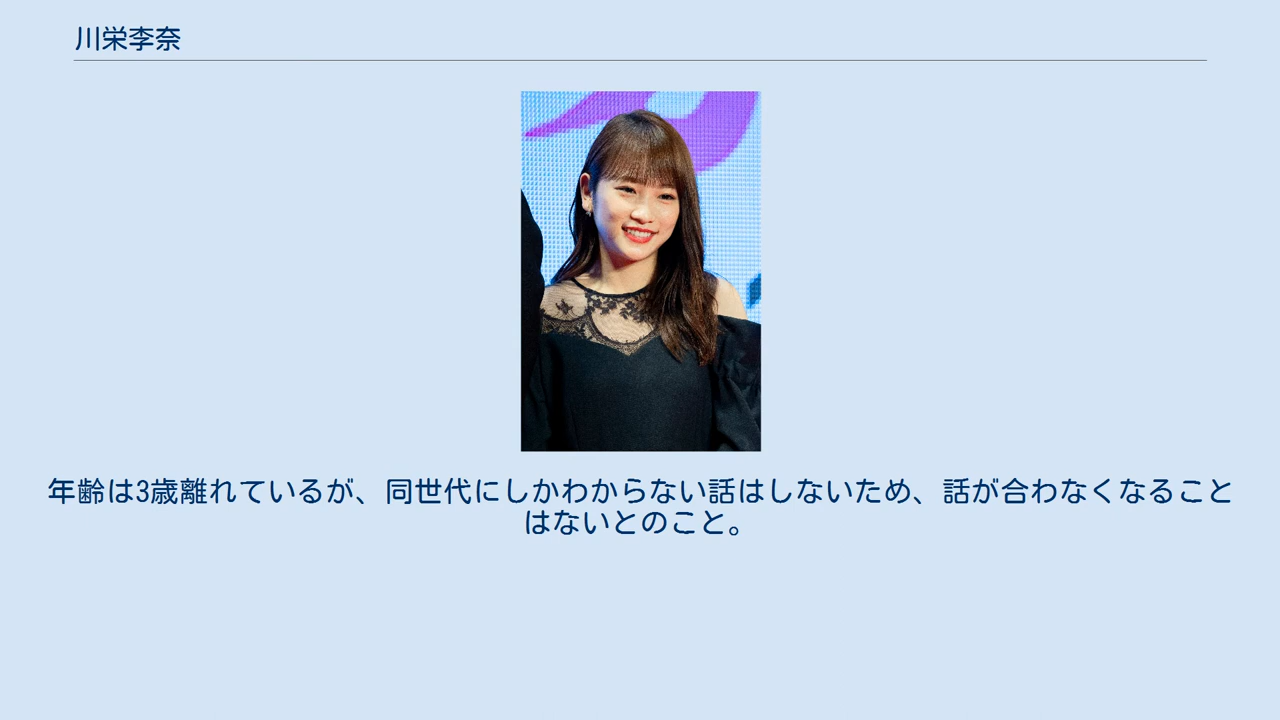 川栄李奈
年齢は3歳離れているが、同世代にしかわからない話はしないため、話が合わなくなること
はないとのこと。